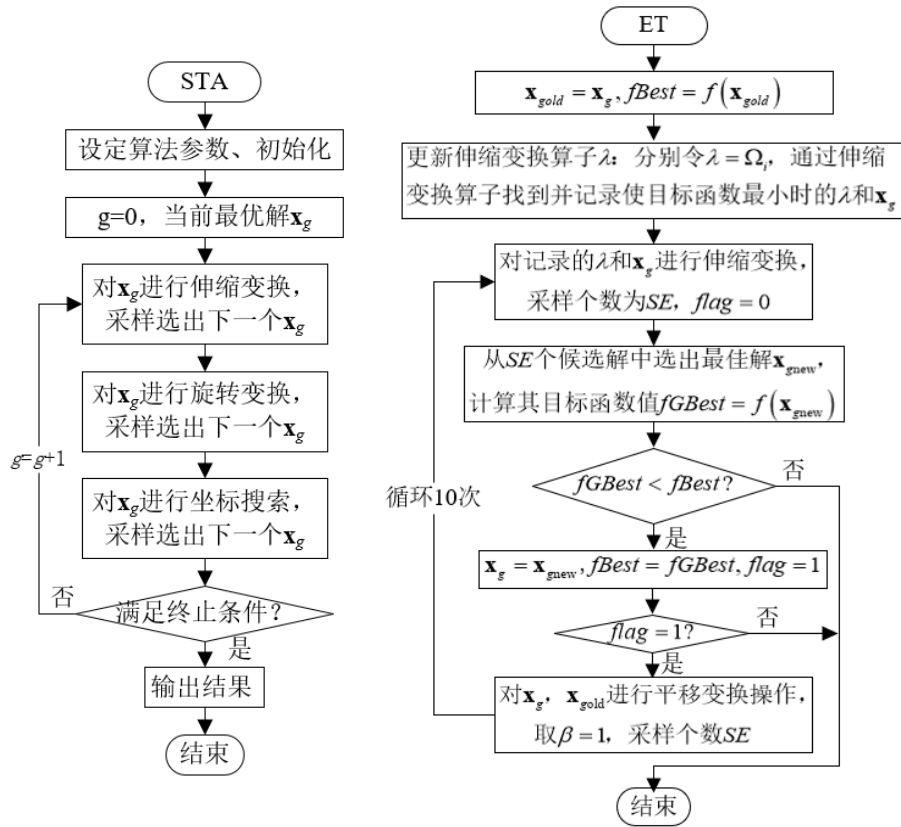 STA
设定算法参数、初始化
g=0，当前最优解x_g
对x_g进行伸缩变换，
采样选出下一个x_g
对x_g进行旋转变换，
采样选出下一个x_g
g=g+1
对x_g进行坐标搜索，
采样选出下一个x_g
否
满足终止条件？
是
输出结果
结束
ET
x_gold = x_g, fBest = f(x_gold)
更新伸缩变换算子λ：分别令λ = Ω_i，通过伸缩
变换算子找到并记录使目标函数最小时的λ和x_g
对记录的λ和x_g进行伸缩变换，
采样个数为SE, flag = 0
从SE个候选解中选出最佳解x_gnew，
计算其目标函数值fGBest = f(x_gnew)
fGBest < fBest?
否
循环10次
是
x_g = x_gnew, fBest = fGBest, flag = 1
flag = 1?
否
是
对x_g，x_gold进行平移变换操作，
取β = 1，采样个数SE
结束